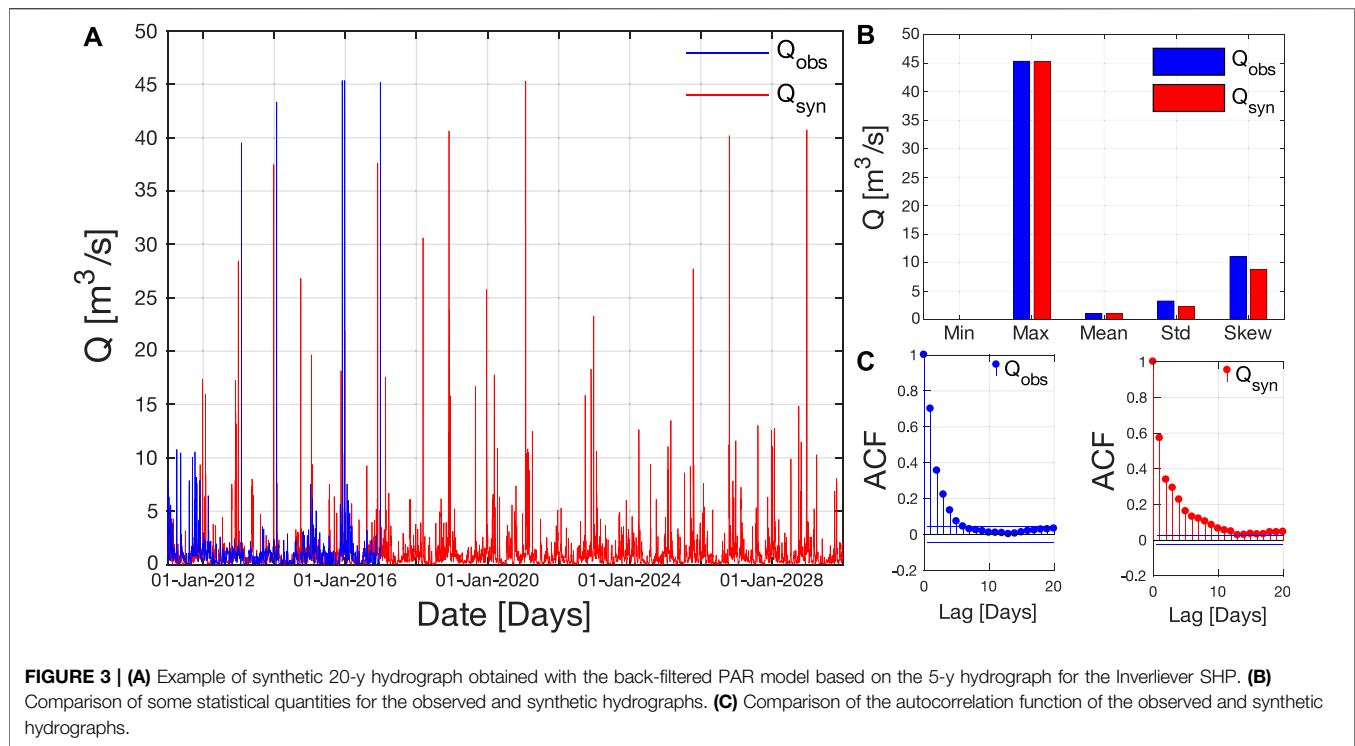 A
50
45
40
35
30
25
20
15
10
5
0
Q [m³/s]
Q_obs
Q_syn
01-Jan-2012
01-Jan-2016
01-Jan-2020
01-Jan-2024
01-Jan-2028
Date [Days]
B
50
45
40
35
30
25
20
15
10
5
0
Q [m³/s]
Q_obs
Q_syn
Min
Max
Mean
Std
Skew
C
1
0.8
0.6
0.4
0.2
0
-0.2
ACF
Q_obs
0
10
20
Lag [Days]
1
0.8
0.6
0.4
0.2
0
-0.2
ACF
Q_syn
0
10
20
Lag [Days]
FIGURE 3 | (A) Example of synthetic 20-y hydrograph obtained with the back-filtered PAR model based on the 5-y hydrograph for the Inverliever SHP. (B)
Comparison of some statistical quantities for the observed and synthetic hydrographs. (C) Comparison of the autocorrelation function of the observed and synthetic
hydrographs.